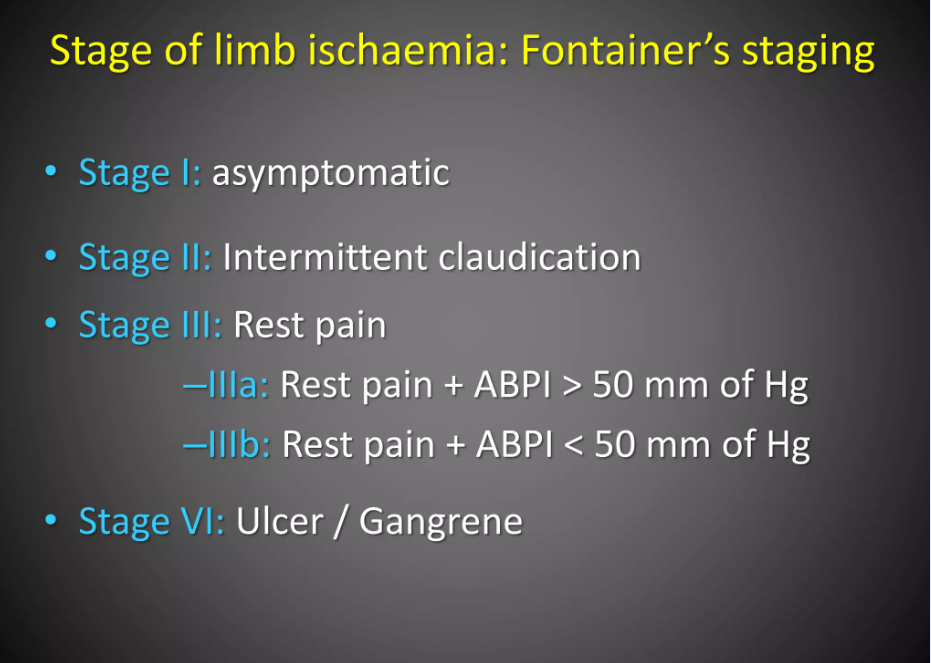 Stage of limb ischaemia: Fontainer’s staging
• Stage I: asymptomatic
• Stage II: Intermittent claudication
• Stage III: Rest pain
–IIIa: Rest pain + ABPI > 50 mm of Hg
–IIIb: Rest pain + ABPI < 50 mm of Hg
• Stage VI: Ulcer / Gangrene